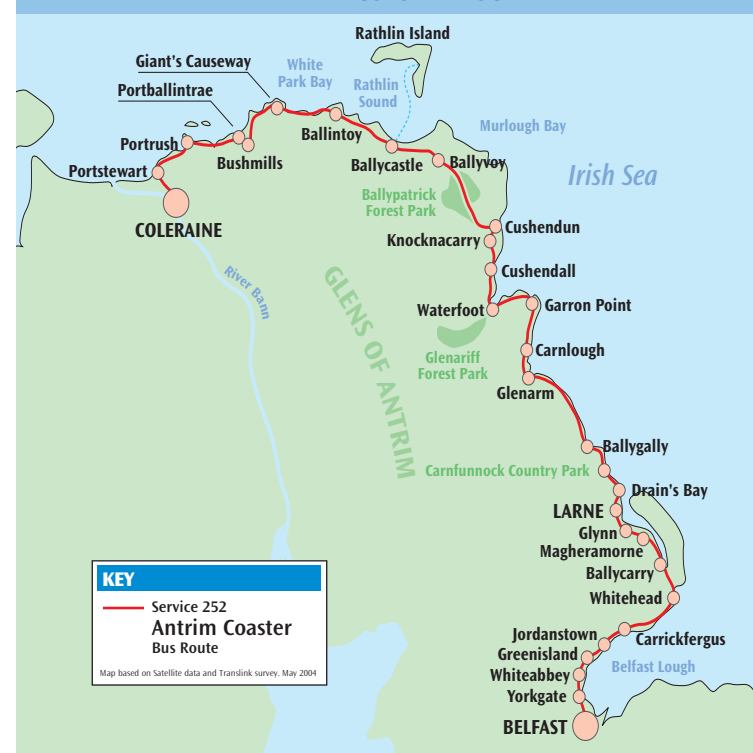 Rathlin Island
Giant's Causeway
White
Park Bay
Rathlin
Sound
Portballintrae
Murlough Bay
Portrush
Bushmills
Ballintoy
Ballycastle
Ballyvoy
Irish Sea
Portstewart
Ballypatrick
Forest Park
COLERAINE
Cushendun
Knocknacarry
Cushendall
River Bann
GLENS OF ANTRIM
Waterfoot
Garron Point
Glenariff
Forest Park
Carnlough
Glenarm
Ballygally
Carnfunnock Country Park
Drain's Bay
LARNE
Glynn
Magheramorne
Ballycarry
Whitehead
KEY
Service 252
Antrim Coaster
Bus Route
Map based on Satellite data and Translink survey. May 2004
Jordanstown
Carrickfergus
Greenisland
Belfast Lough
Whiteabbey
Yorkgate
BELFAST